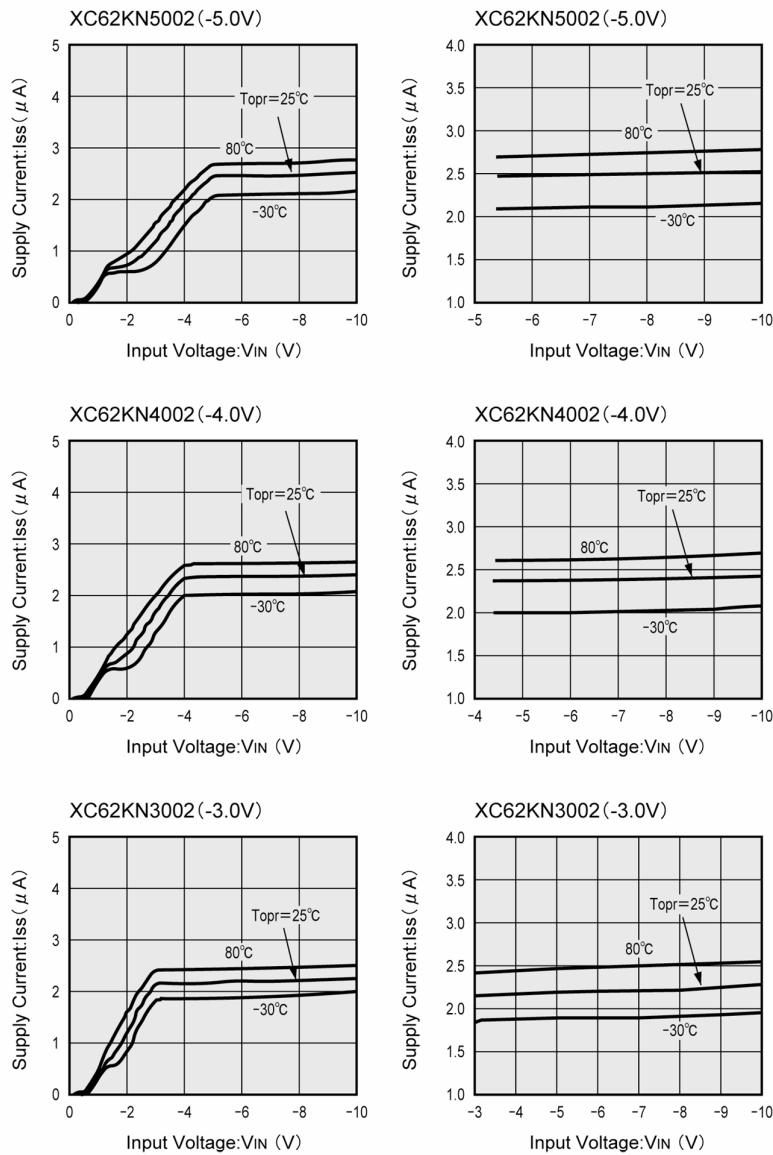 XC62KN5002（-5.0V）
Supply Current:Iss（μA）
5
4
3
2
1
0
Topr=25℃
80℃
-30℃
0 -2 -4 -6 -8 -10
Input Voltage:VIN (V)
XC62KN5002（-5.0V）
Supply Current:Iss（μA）
4.0
3.5
3.0
2.5
2.0
1.5
1.0
Topr=25℃
80℃
-30℃
-5 -6 -7 -8 -9 -10
Input Voltage:VIN (V)
XC62KN4002（-4.0V）
Supply Current:Iss（μA）
5
4
3
2
1
0
Topr=25℃
80℃
-30℃
0 -2 -4 -6 -8 -10
Input Voltage:VIN (V)
XC62KN4002（-4.0V）
Supply Current:Iss（μA）
4.0
3.5
3.0
2.5
2.0
1.5
1.0
Topr=25℃
80℃
-30℃
-4 -5 -6 -7 -8 -9 -10
Input Voltage:VIN (V)
XC62KN3002（-3.0V）
Supply Current:Iss（μA）
5
4
3
2
1
0
Topr=25℃
80℃
-30℃
0 -2 -4 -6 -8 -10
Input Voltage:VIN (V)
XC62KN3002（-3.0V）
Supply Current:Iss（μA）
4.0
3.5
3.0
2.5
2.0
1.5
1.0
Topr=25℃
80℃
-30℃
-3 -4 -5 -6 -7 -8 -9 -10
Input Voltage:VIN (V)